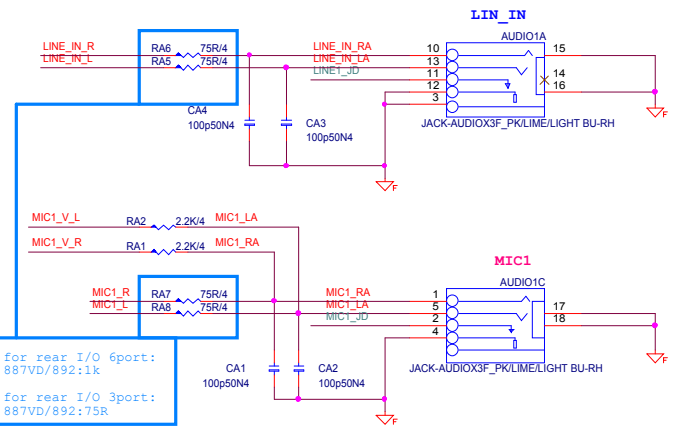 LIN_IN
AUDIO1A
LINE_IN_R RA6 75R/4 LINE_IN_RA 10 15
LINE_IN_L RA5 75R/4 LINE_IN_LA 13
LINE1_JD 11 14
12 16
3
CA4
100p50N4
CA3
100p50N4
JACK-AUDIOX3F_PK/LIME/LIGHT BU-RH
F
F
MIC1_V_L RA2 2.2K/4 MIC1_LA
MIC1_V_R RA1 2.2K/4 MIC1_RA
MIC1
AUDIO1C
MIC1_R RA7 75R/4 MIC1_RA 1
MIC1_L RA8 75R/4 MIC1_LA 5 17
MIC1_JD 2 18
4
for rear I/O 6port:
887VD/892:1k
for rear I/O 3port:
887VD/892:75R
CA1
100p50N4
CA2
100p50N4
JACK-AUDIOX3F_PK/LIME/LIGHT BU-RH
F
F